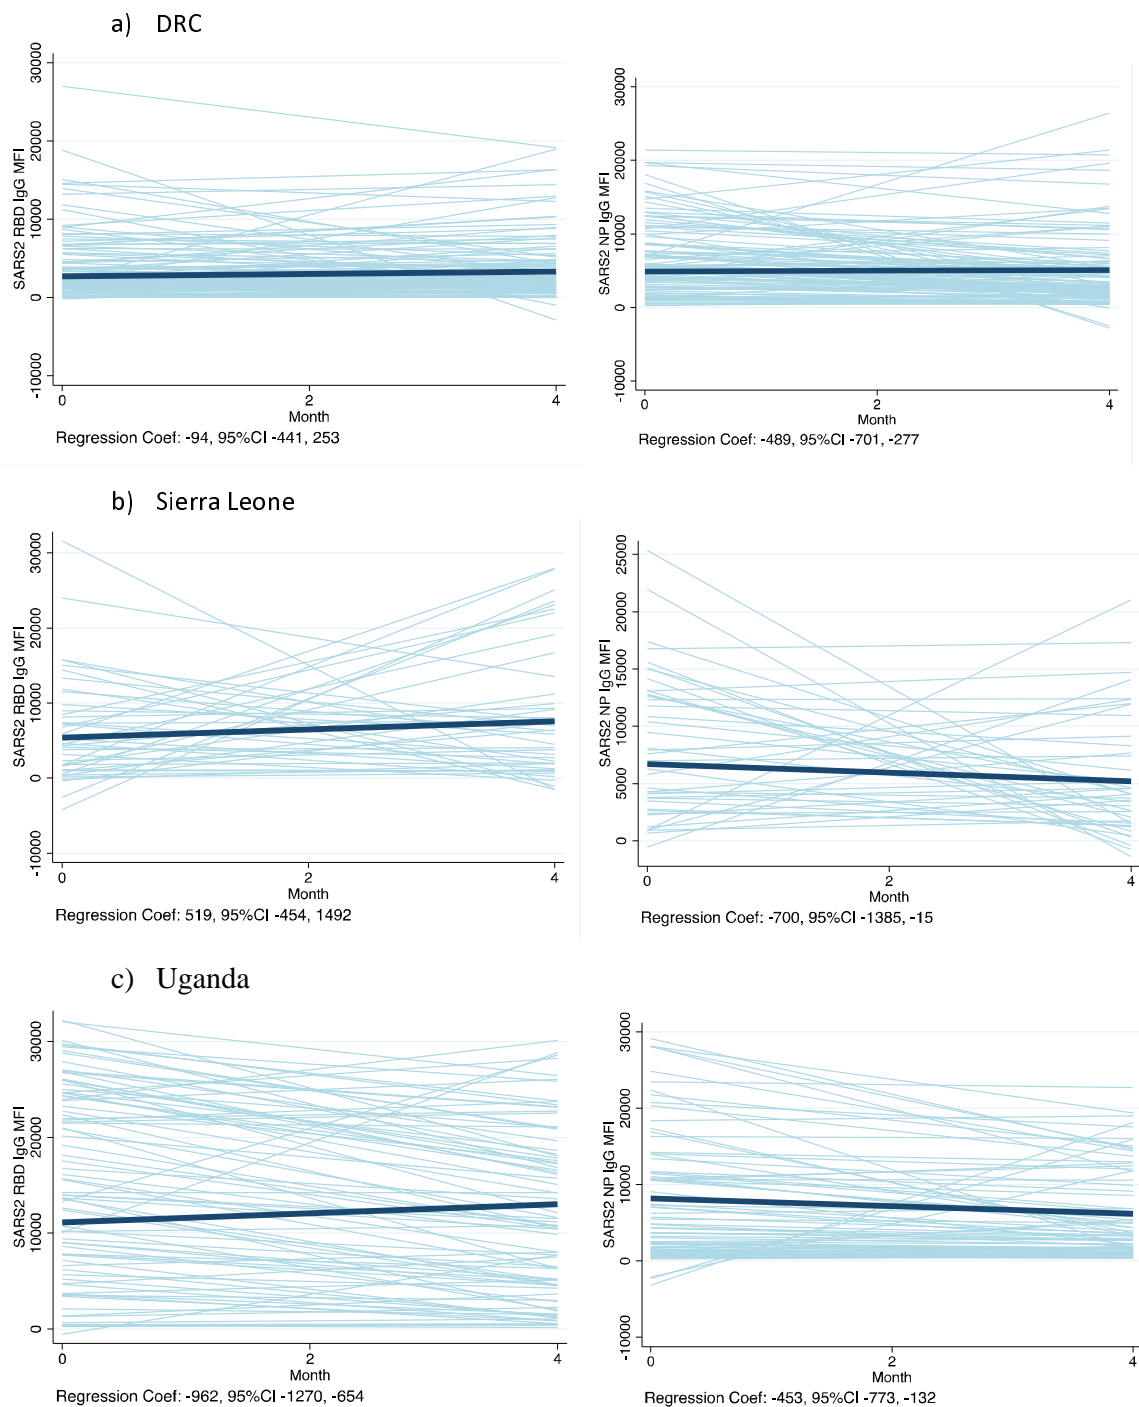 a) DRC
SARS2 RBD IgG MFI
30000
20000
10000
0
-10000
0 2 4
Month
Regression Coef: -94, 95%CI -441, 253
SARS2 NP IgG MFI
30000
20000
10000
0
-10000
0 2 4
Month
Regression Coef: -489, 95%CI -701, -277
b) Sierra Leone
SARS2 RBD IgG MFI
30000
20000
10000
0
-10000
0 2 4
Month
Regression Coef: 519, 95%CI -454, 1492
SARS2 NP IgG MFI
25000
20000
15000
10000
5000
0
0 2 4
Month
Regression Coef: -700, 95%CI -1385, -15
c) Uganda
SARS2 RBD IgG MFI
30000
20000
10000
0
0 2 4
Month
Regression Coef: -962, 95%CI -1270, -654
SARS2 NP IgG MFI
30000
20000
10000
0
-10000
0 2 4
Month
Regression Coef: -453, 95%CI -773, -132